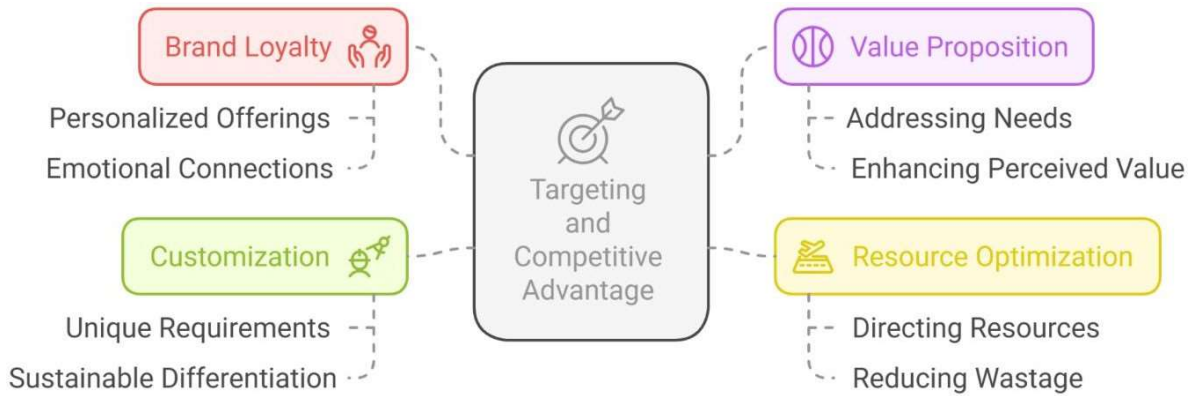 Brand Loyalty
Personalized Offerings
Emotional Connections
Customization
Unique Requirements
Sustainable Differentiation
Targeting
and
Competitive
Advantage
Value Proposition
Addressing Needs
Enhancing Perceived Value
Resource Optimization
Directing Resources
Reducing Wastage